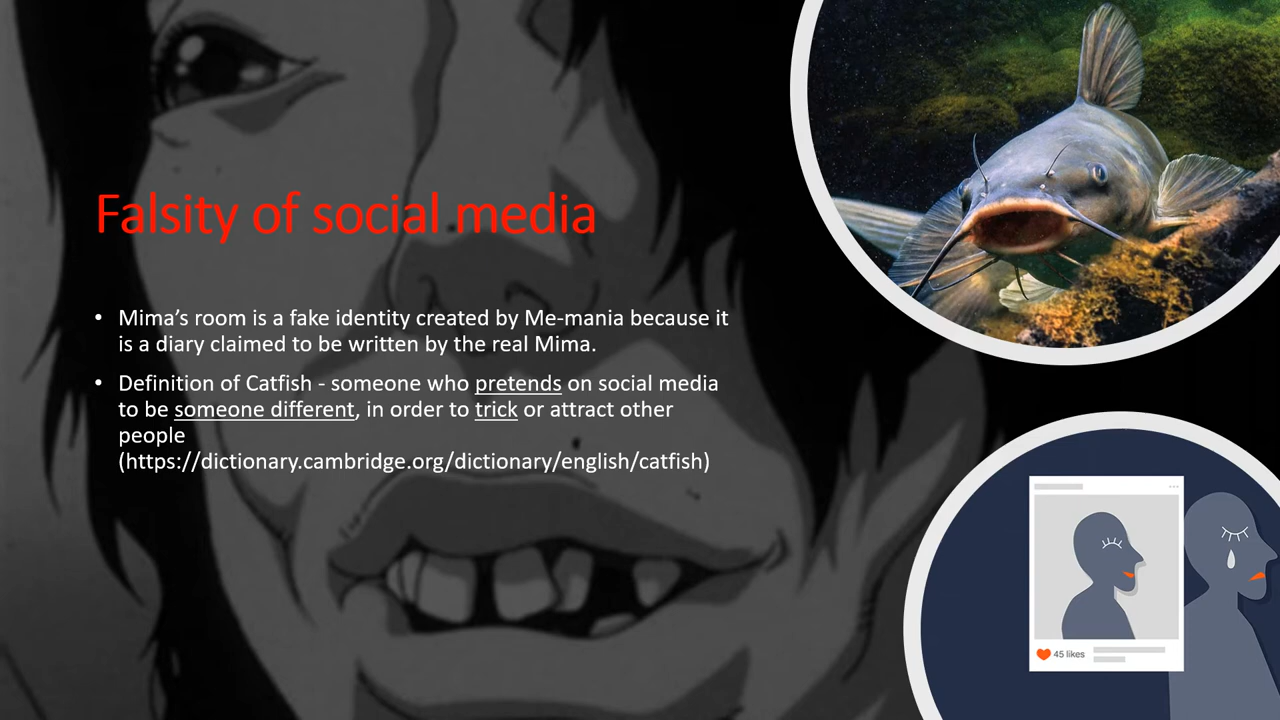 Falsity of social media
• Mima’s room is a fake identity created by Me-mania because it
is a diary claimed to be written by the real Mima.
• Definition of Catfish - someone who pretends on social media
to be someone different, in order to trick or attract other
people
(https://dictionary.cambridge.org/dictionary/english/catfish)
45 likes